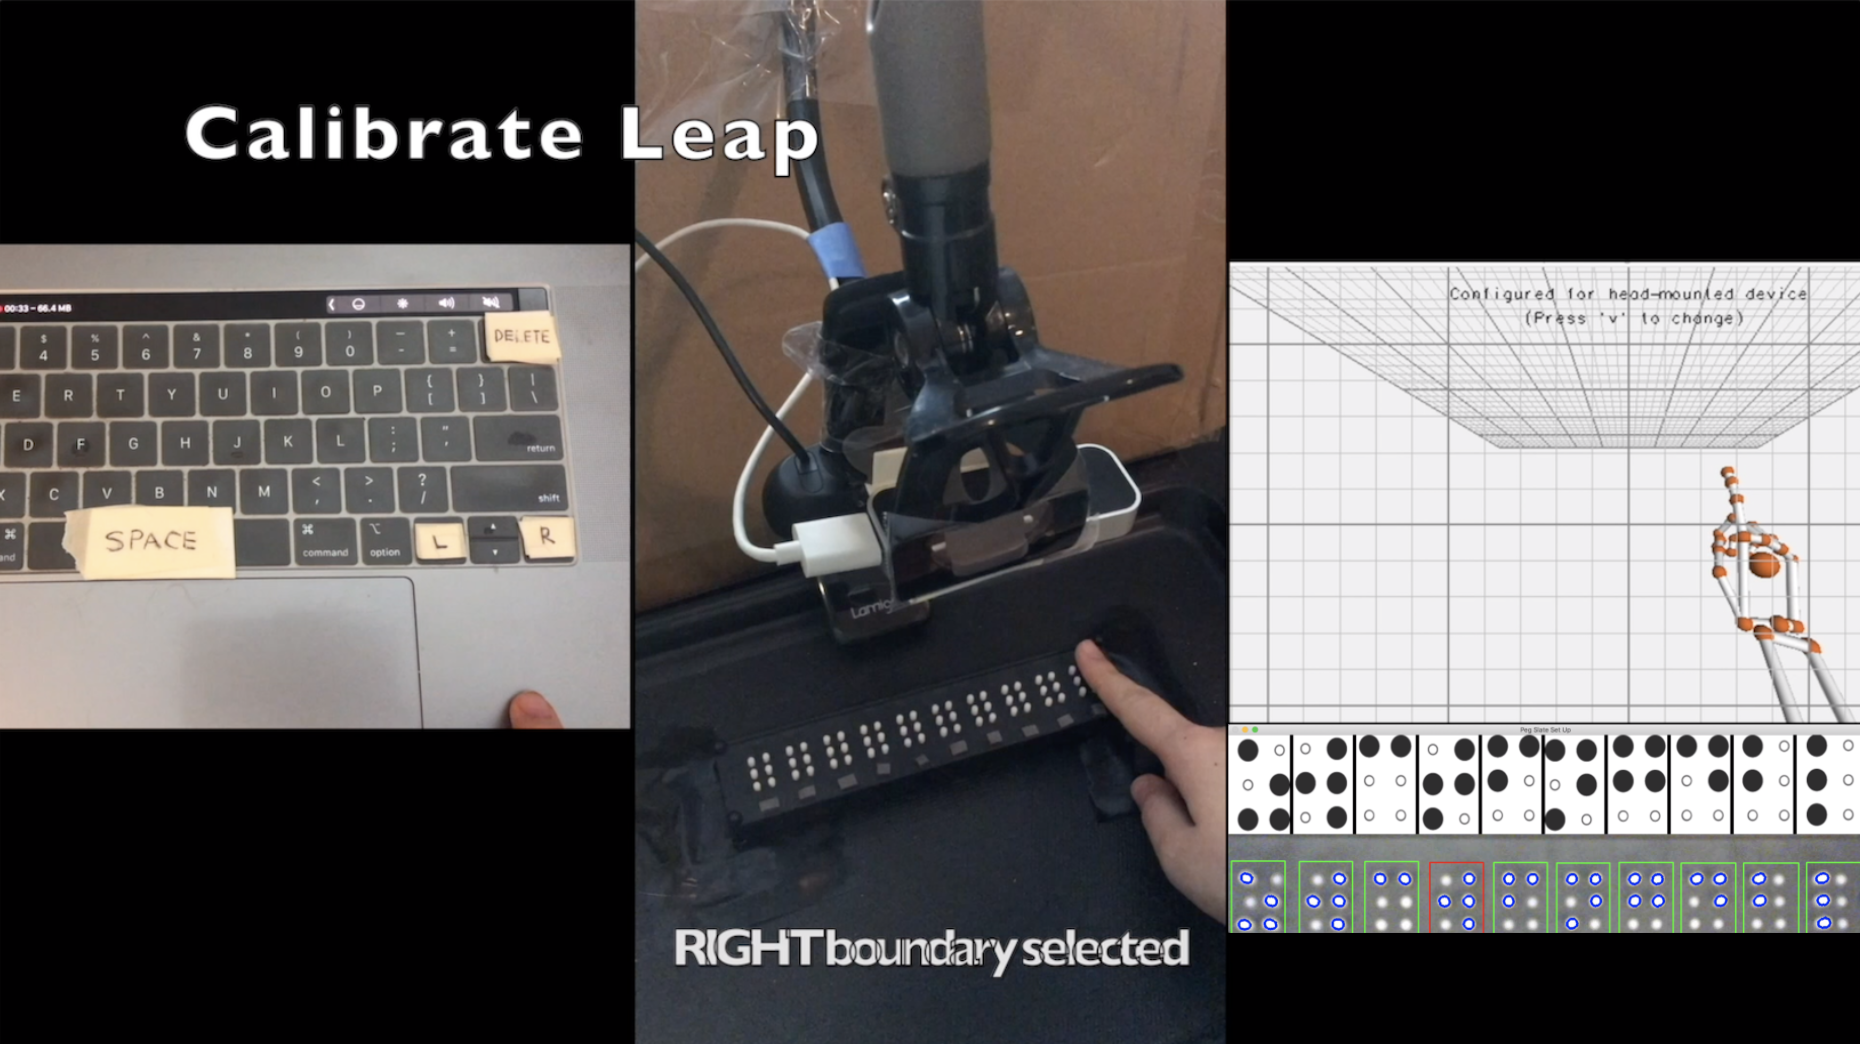 Calibrate Leap
00:33 – 66.4 MB
$ % ^ & * ( ) _ +
4 5 6 7 8 9 0 - =
DELETE
E R T Y U I O P { [ } ] | \
D F G H J K L : ; " ' return
X C V B N M < , > . ? / shift
SPACE
⌘ command
⌥ option
L
R
Configured for head-mounted device
(Press 'v' to change)
Peg Slate Set Up
RIGHT boundary selected